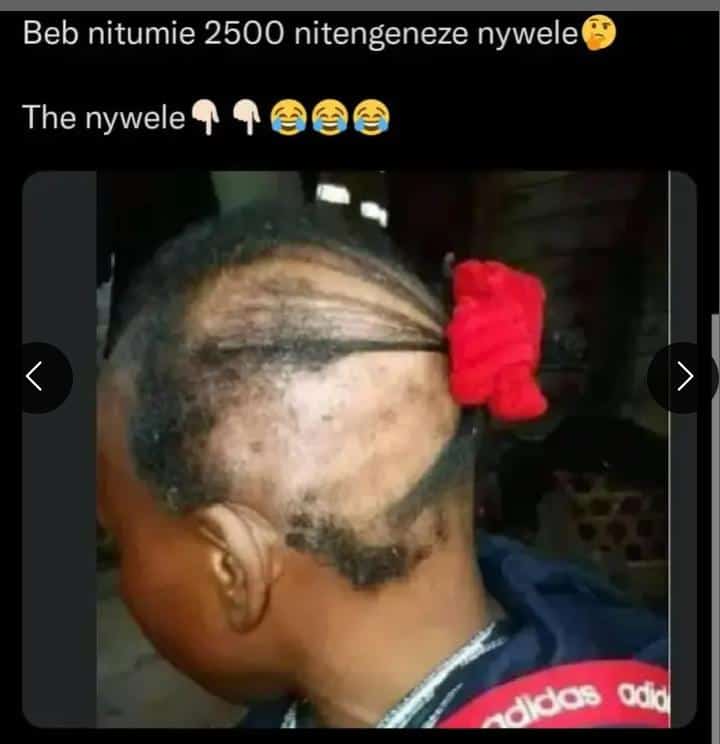 Beb nitumie 2500 nitengeneze nywele🤔
The nywele👇🏻👇🏻😂😂😂
adidas adid